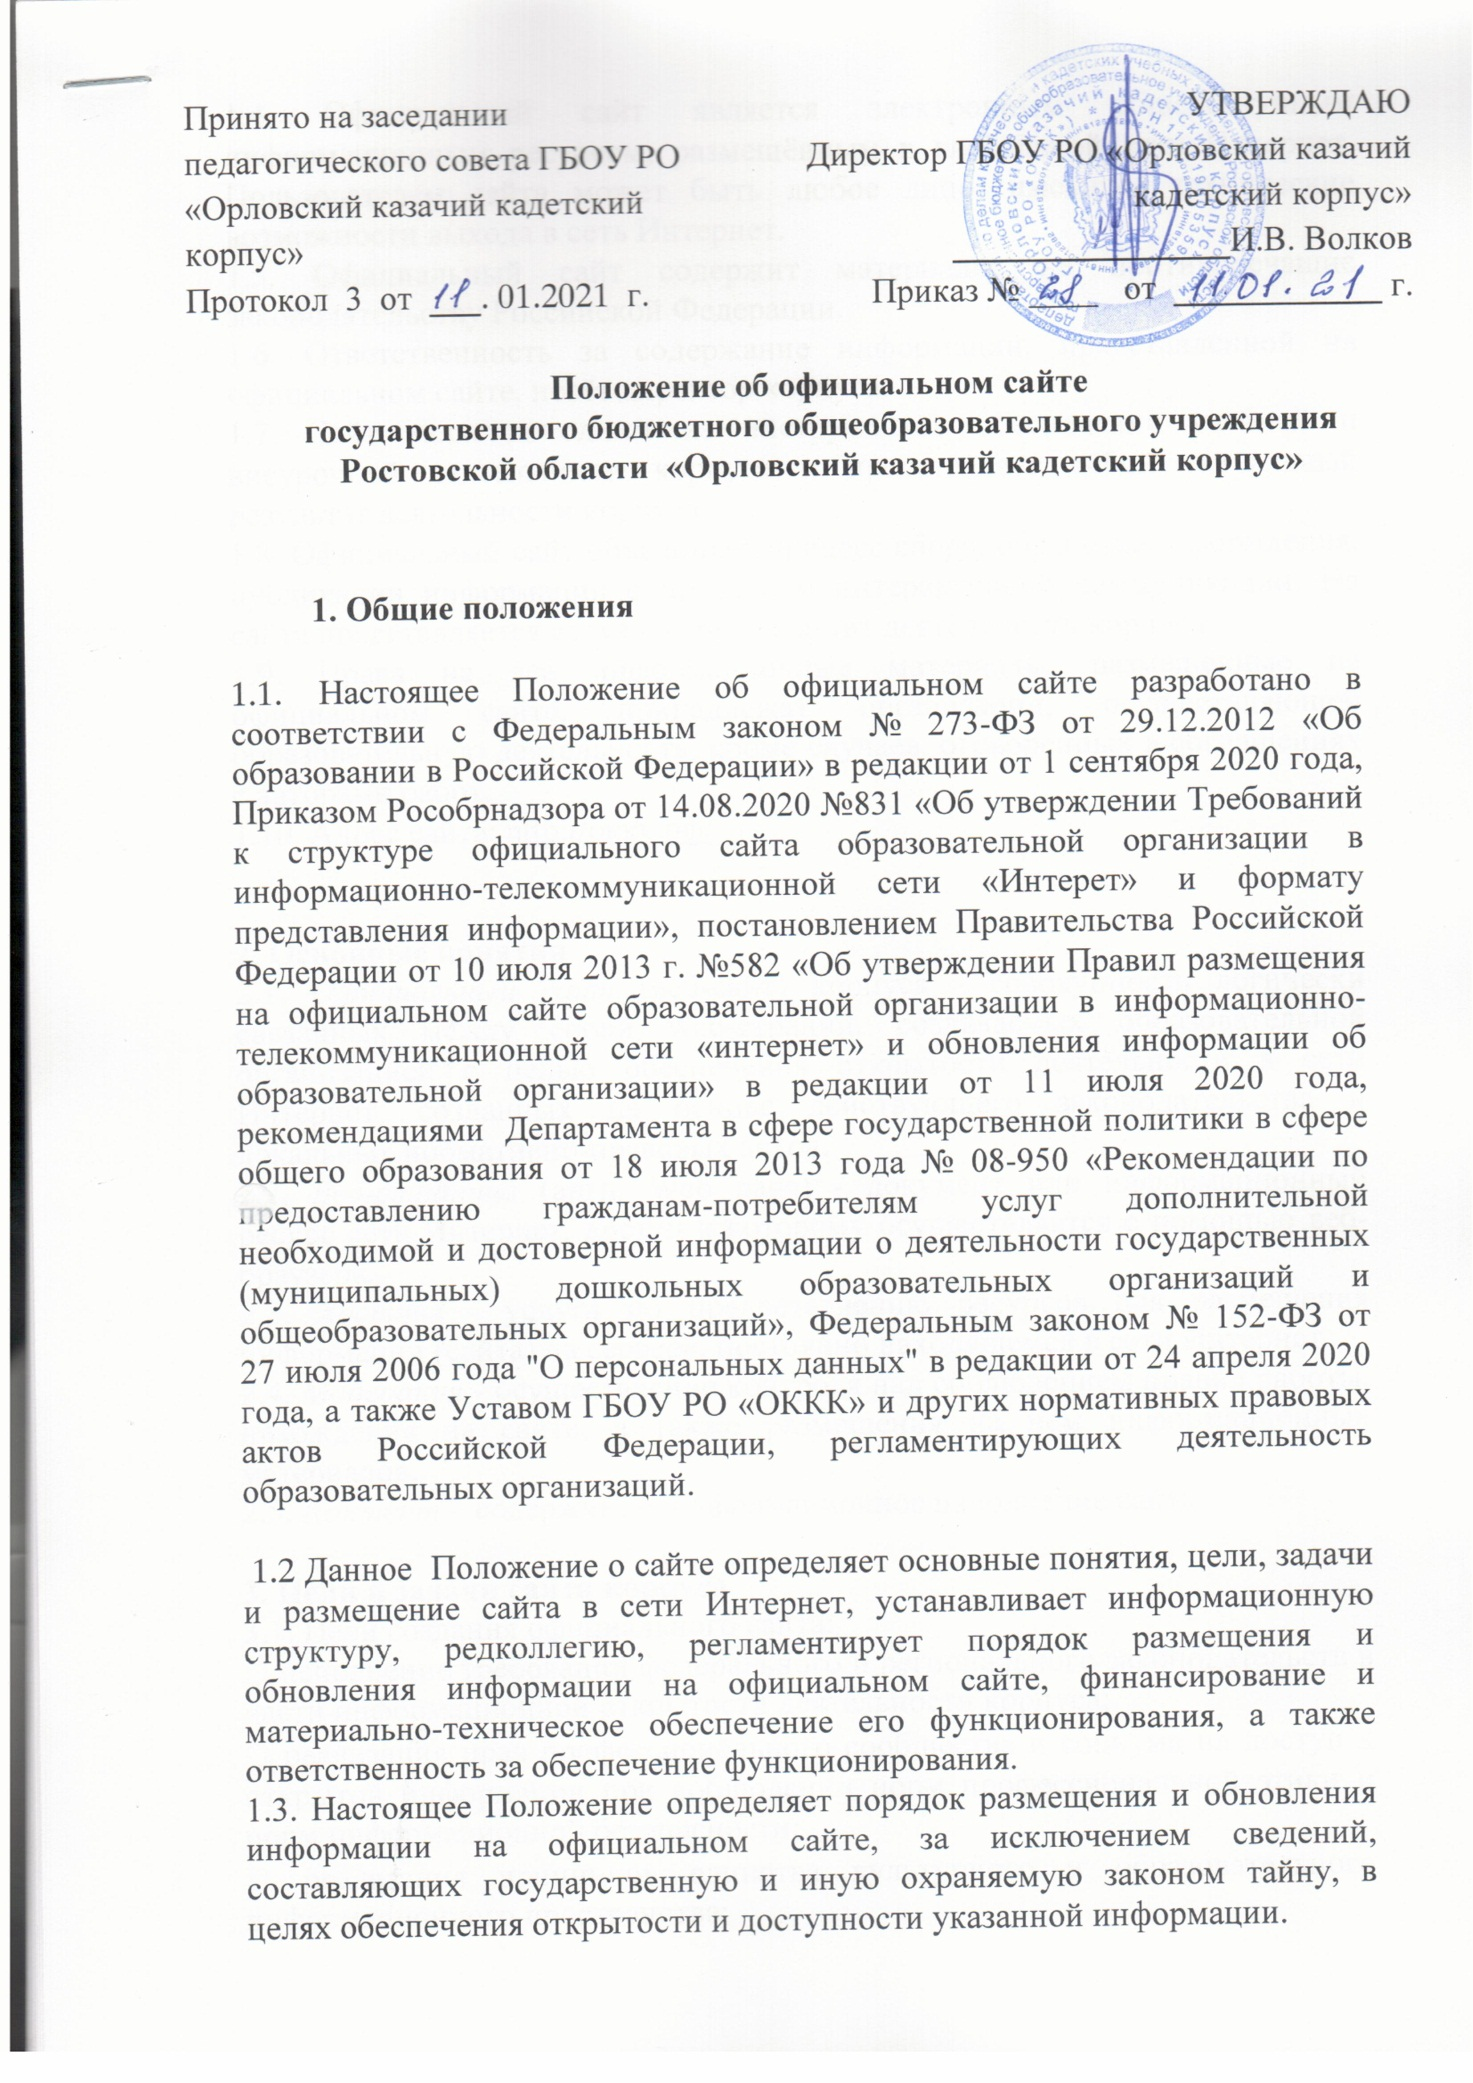 Принято на заседании
педагогического совета ГБОУ РО
«Орловский казачий кадетский
корпус»
Протокол 3 от 11 . 01.2021 г.
УТВЕРЖДАЮ
Директор ГБОУ РО «Орловский казачий
кадетский корпус»
И.В. Волков
Приказ № 28 от 11.01.21 г.
Положение об официальном сайте
государственного бюджетного общеобразовательного учреждения
Ростовской области «Орловский казачий кадетский корпус»
1. Общие положения
1.1. Настоящее Положение об официальном сайте разработано в
соответствии с Федеральным законом № 273-ФЗ от 29.12.2012 «Об
образовании в Российской Федерации» в редакции от 1 сентября 2020 года,
Приказом Рособрнадзора от 14.08.2020 №831 «Об утверждении Требований
к структуре официального сайта образовательной организации в
информационно-телекоммуникационной сети «Интерет» и формату
представления информации», постановлением Правительства Российской
Федерации от 10 июля 2013 г. №582 «Об утверждении Правил размещения
на официальном сайте образовательной организации в информационно-
телекоммуникационной сети «интернет» и обновления информации об
образовательной организации» в редакции от 11 июля 2020 года,
рекомендациями Департамента в сфере государственной политики в сфере
общего образования от 18 июля 2013 года № 08-950 «Рекомендации по
предоставлению гражданам-потребителям услуг дополнительной
необходимой и достоверной информации о деятельности государственных
(муниципальных) дошкольных образовательных организаций и
общеобразовательных организаций», Федеральным законом № 152-ФЗ от
27 июля 2006 года "О персональных данных" в редакции от 24 апреля 2020
года, а также Уставом ГБОУ РО «ОККК» и других нормативных правовых
актов Российской Федерации, регламентирующих деятельность
образовательных организаций.
1.2 Данное Положение о сайте определяет основные понятия, цели, задачи
и размещение сайта в сети Интернет, устанавливает информационную
структуру, редколлегию, регламентирует порядок размещения и
обновления информации на официальном сайте, финансирование и
материально-техническое обеспечение его функционирования, а также
ответственность за обеспечение функционирования.
1.3. Настоящее Положение определяет порядок размещения и обновления
информации на официальном сайте, за исключением сведений,
составляющих государственную и иную охраняемую законом тайну, в
целях обеспечения открытости и доступности указанной информации.